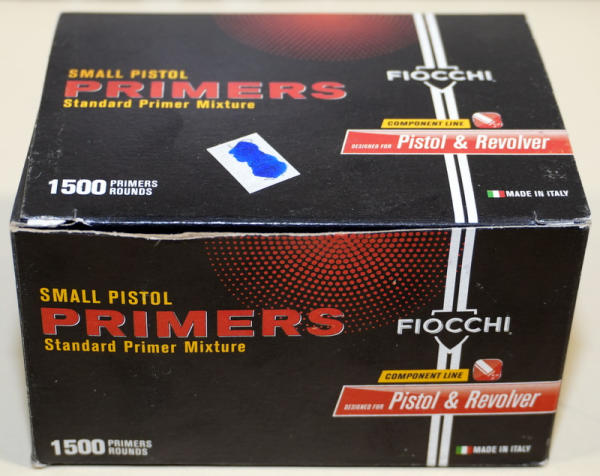 SMALL PISTOL
PRIMERS
Standard Primer Mixture
FIOCCHI
COMPONENT LINE
DESIGNED FOR Pistol & Revolver
1500 PRIMERS ROUNDS
MADE IN ITALY
SMALL PISTOL
PRIMERS
Standard Primer Mixture
FIOCCHI
COMPONENT LINE
DESIGNED FOR Pistol & Revolver
1500 PRIMERS ROUNDS
MADE IN ITALY